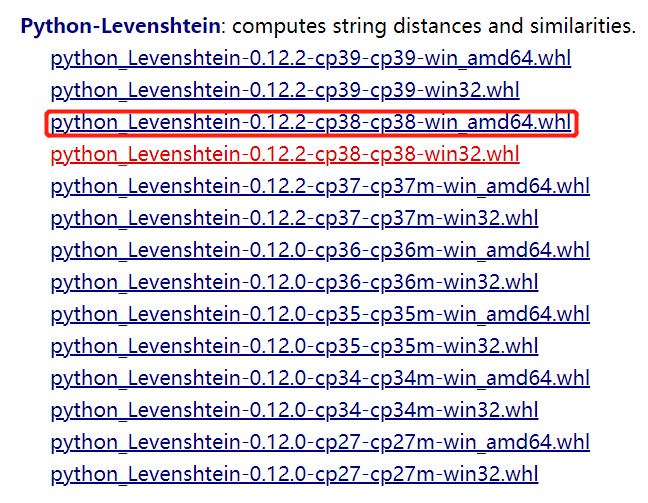 Python-Levenshtein: computes string distances and similarities.
python_Levenshtein-0.12.2-cp39-cp39-win_amd64.whl
python_Levenshtein-0.12.2-cp39-cp39-win32.whl
python_Levenshtein-0.12.2-cp38-cp38-win_amd64.whl
python_Levenshtein-0.12.2-cp38-cp38-win32.whl
python_Levenshtein-0.12.2-cp37-cp37m-win_amd64.whl
python_Levenshtein-0.12.2-cp37-cp37m-win32.whl
python_Levenshtein-0.12.0-cp36-cp36m-win_amd64.whl
python_Levenshtein-0.12.0-cp36-cp36m-win32.whl
python_Levenshtein-0.12.0-cp35-cp35m-win_amd64.whl
python_Levenshtein-0.12.0-cp35-cp35m-win32.whl
python_Levenshtein-0.12.0-cp34-cp34m-win_amd64.whl
python_Levenshtein-0.12.0-cp34-cp34m-win32.whl
python_Levenshtein-0.12.0-cp27-cp27m-win_amd64.whl
python_Levenshtein-0.12.0-cp27-cp27m-win32.whl